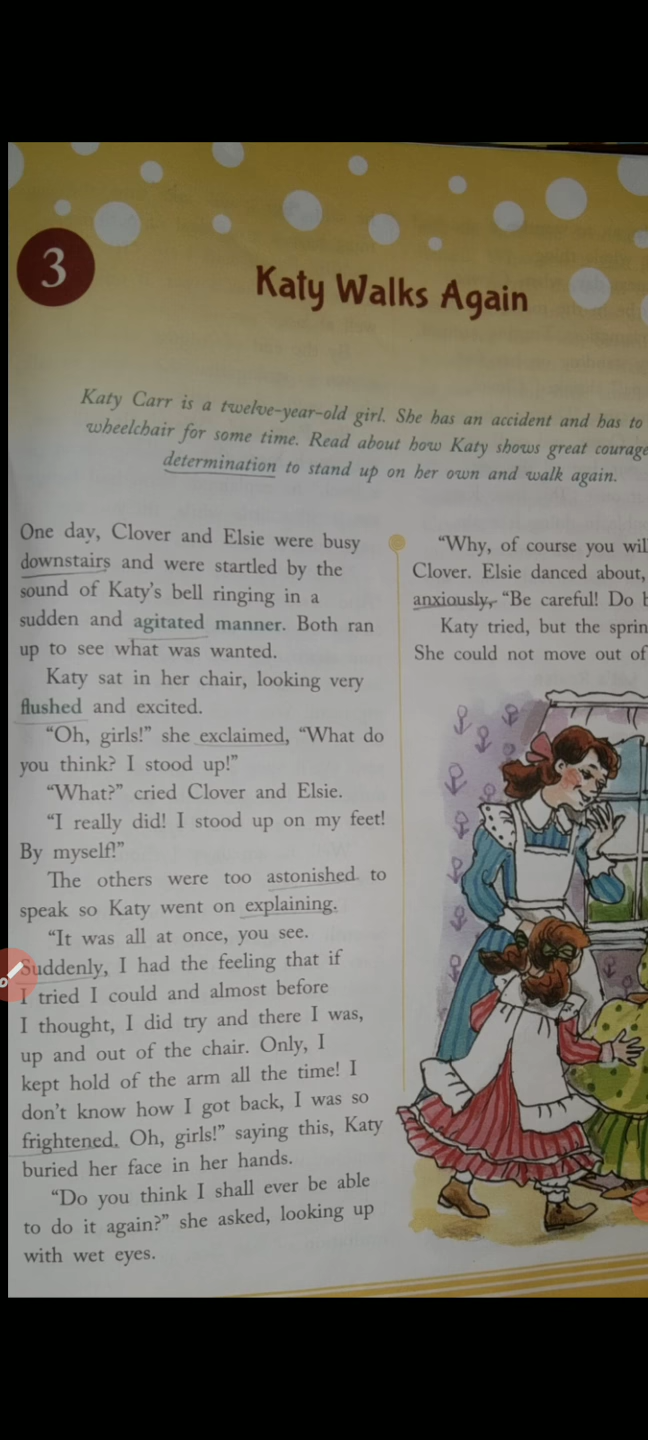 3
Katy Walks Again
Katy Carr is a twelve-year-old girl. She has an accident and has to
wheelchair for some time. Read about how Katy shows great courage
determination to stand up on her own and walk again.
One day, Clover and Elsie were busy
downstairs and were startled by the
sound of Katy's bell ringing in a
sudden and agitated manner. Both ran
up to see what was wanted.
Katy sat in her chair, looking very
flushed and excited.
"Oh, girls!" she exclaimed, "What do
you think? I stood up!"
"What?" cried Clover and Elsie.
"I really did! I stood up on my feet!
By myself!"
The others were too astonished to
speak so Katy went on explaining.
"It was all at once, you see.
Suddenly, I had the feeling that if
I tried I could and almost before
I thought, I did try and there I was,
up and out of the chair. Only, I
kept hold of the arm all the time! I
don't know how I got back, I was so
frightened. Oh, girls!" saying this, Katy
buried her face in her hands.
"Do you think I shall ever be able
to do it again?" she asked, looking up
with wet eyes.
"Why, of course you wil
Clover. Elsie danced about,
anxiously, "Be careful! Do
Katy tried, but the sprin
She could not move out of